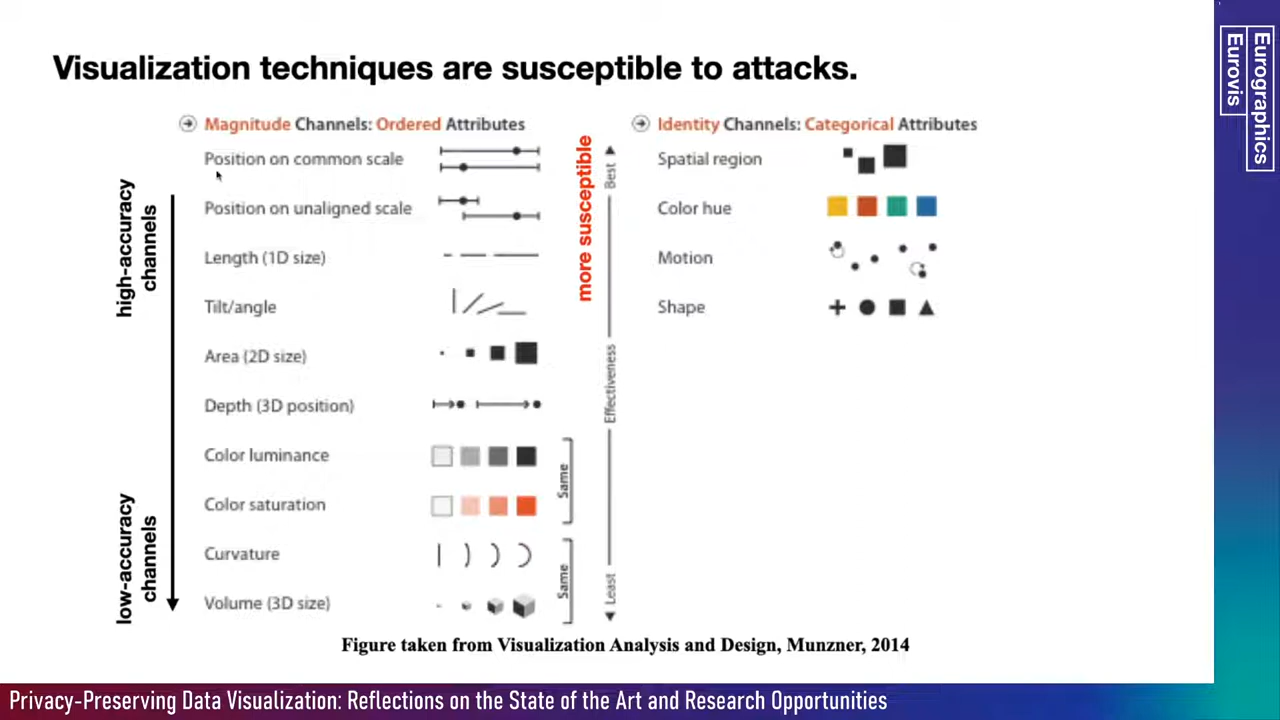 Visualization techniques are susceptible to attacks.
Magnitude Channels: Ordered Attributes
Position on common scale
Position on unaligned scale
Length (1D size)
Tilt/angle
Area (2D size)
Depth (3D position)
Color luminance
Color saturation
Curvature
Volume (3D size)
high-accuracy
channels
low-accuracy
channels
Same
Same
more susceptible
Best
Effectiveness
Least
Identity Channels: Categorical Attributes
Spatial region
Color hue
Motion
Shape
Figure taken from Visualization Analysis and Design, Munzner, 2014
Eurographics
Eurovis
Privacy-Preserving Data Visualization: Reflections on the State of the Art and Research Opportunities